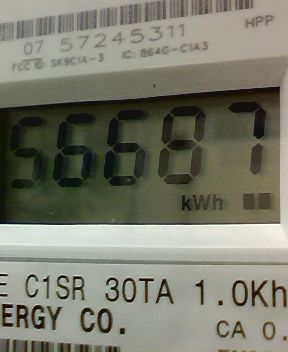 HPP
07 57245311
FCC ID: SK9C1A-3 IC: 864G-C1A3
56687
kWh
E C1SR 30TA 1.0Kh
ERGY CO.
CA 0.